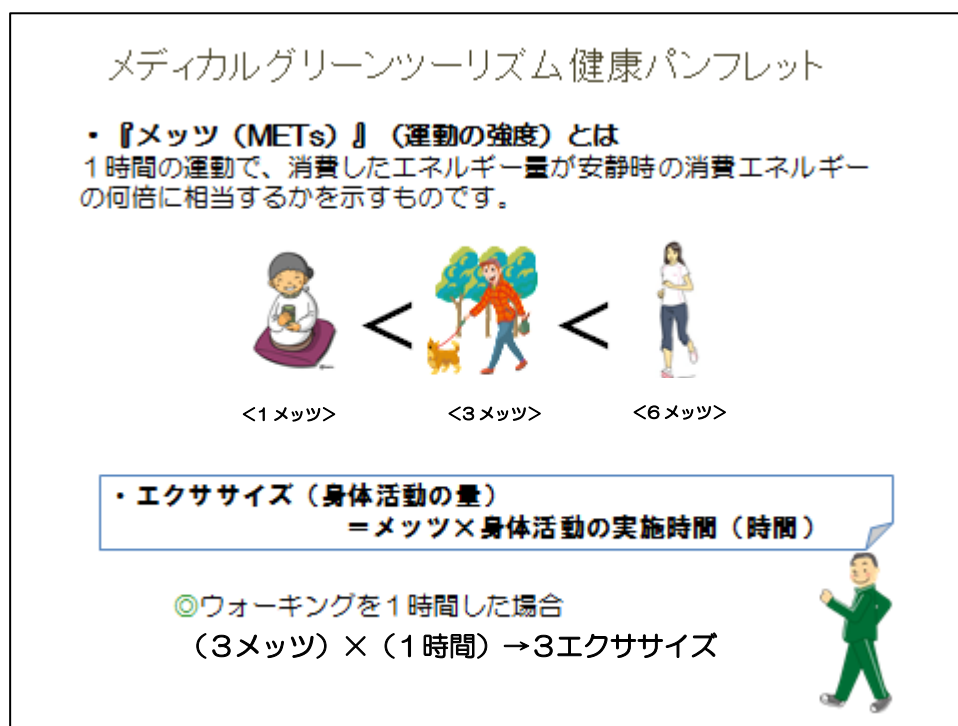 メディカルグリーンツーリズム健康パンフレット
・『メッツ（METs）』（運動の強度）とは
１時間の運動で、消費したエネルギー量が安静時の消費エネルギー
の何倍に相当するかを示すものです。
＜ ＜
<1メッツ> <3メッツ> <6メッツ>
・エクササイズ（身体活動の量）
＝メッツ×身体活動の実施時間（時間）
◎ウォーキングを１時間した場合
（3メッツ）×（1時間）→3エクササイズ